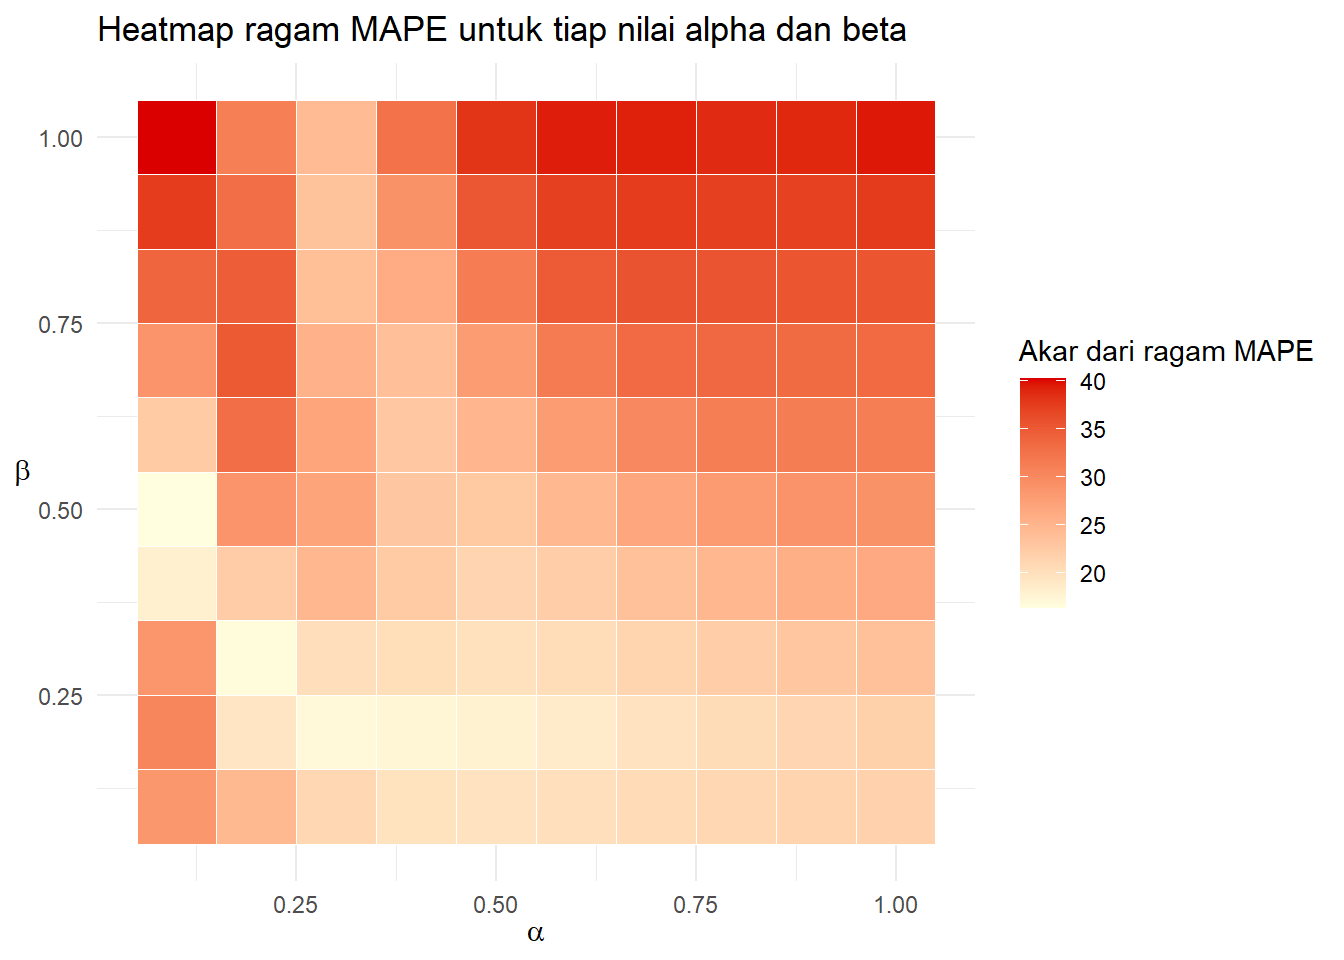 Heatmap ragam MAPE untuk tiap nilai alpha dan beta
1.00
0.75
0.50
0.25
β
0.25 0.50 0.75 1.00
α
Akar dari ragam MAPE
40
35
30
25
20